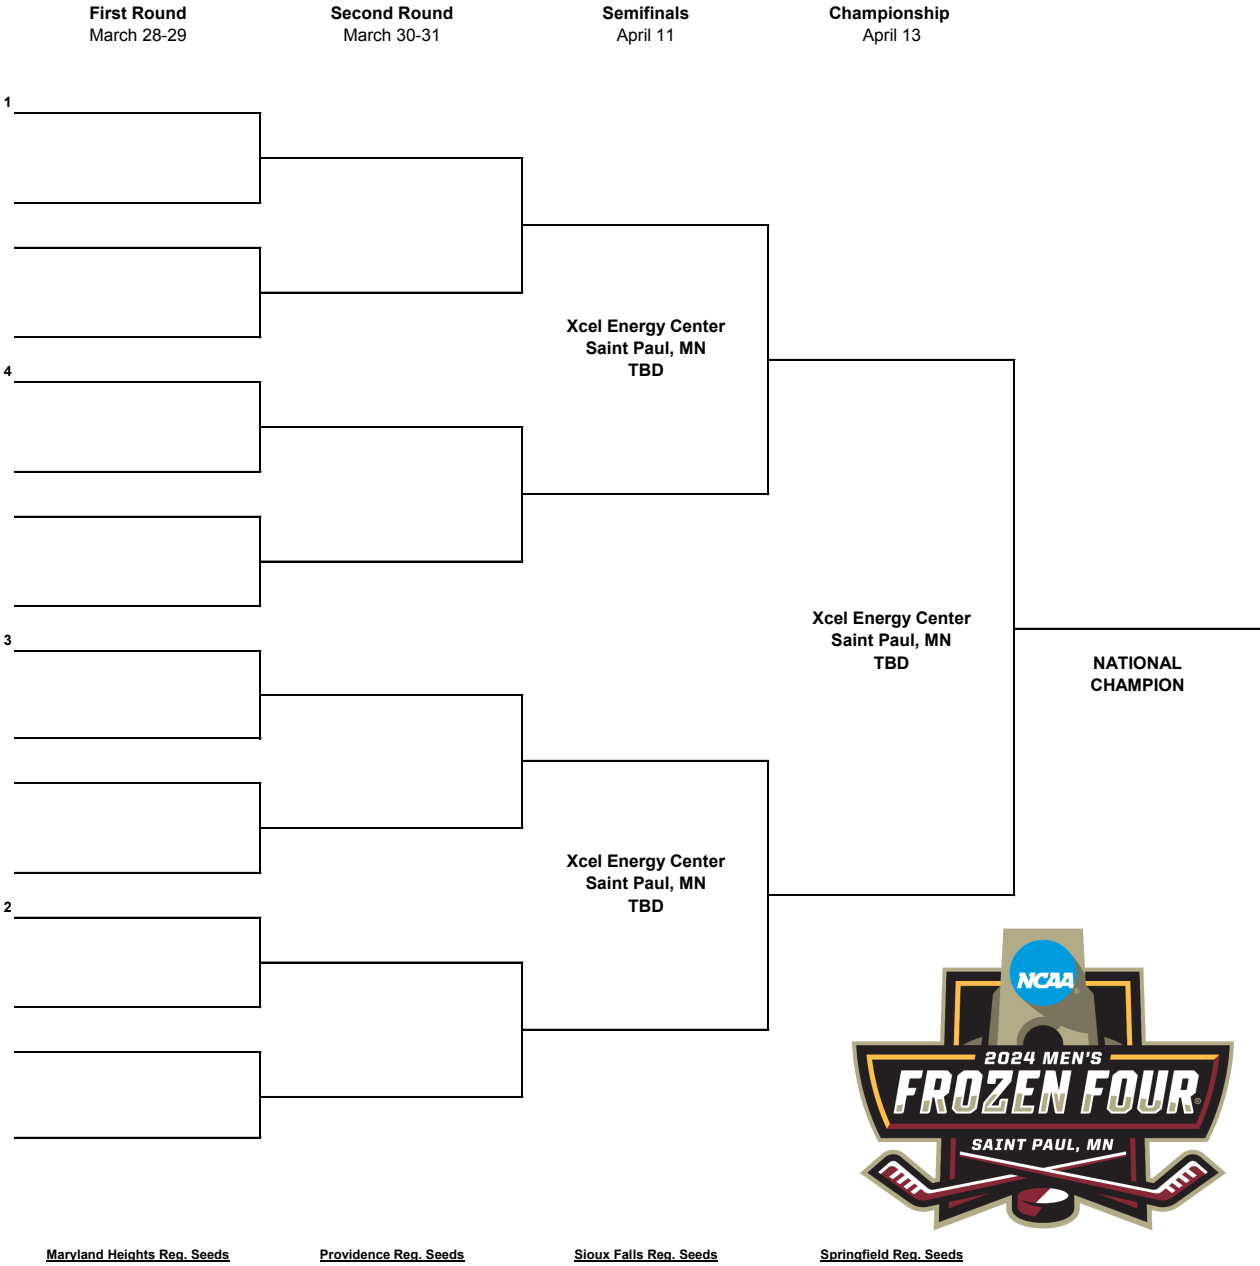 First Round
March 28-29
Second Round
March 30-31
Semifinals
April 11
Championship
April 13
1
Xcel Energy Center
Saint Paul, MN
TBD
4
Xcel Energy Center
Saint Paul, MN
TBD
3
NATIONAL
CHAMPION
Xcel Energy Center
Saint Paul, MN
TBD
2
NCAA
2024 MEN'S
FROZEN FOUR®
SAINT PAUL, MN
Maryland Heights Reg. Seeds
Providence Reg. Seeds
Sioux Falls Reg. Seeds
Springfield Reg. Seeds